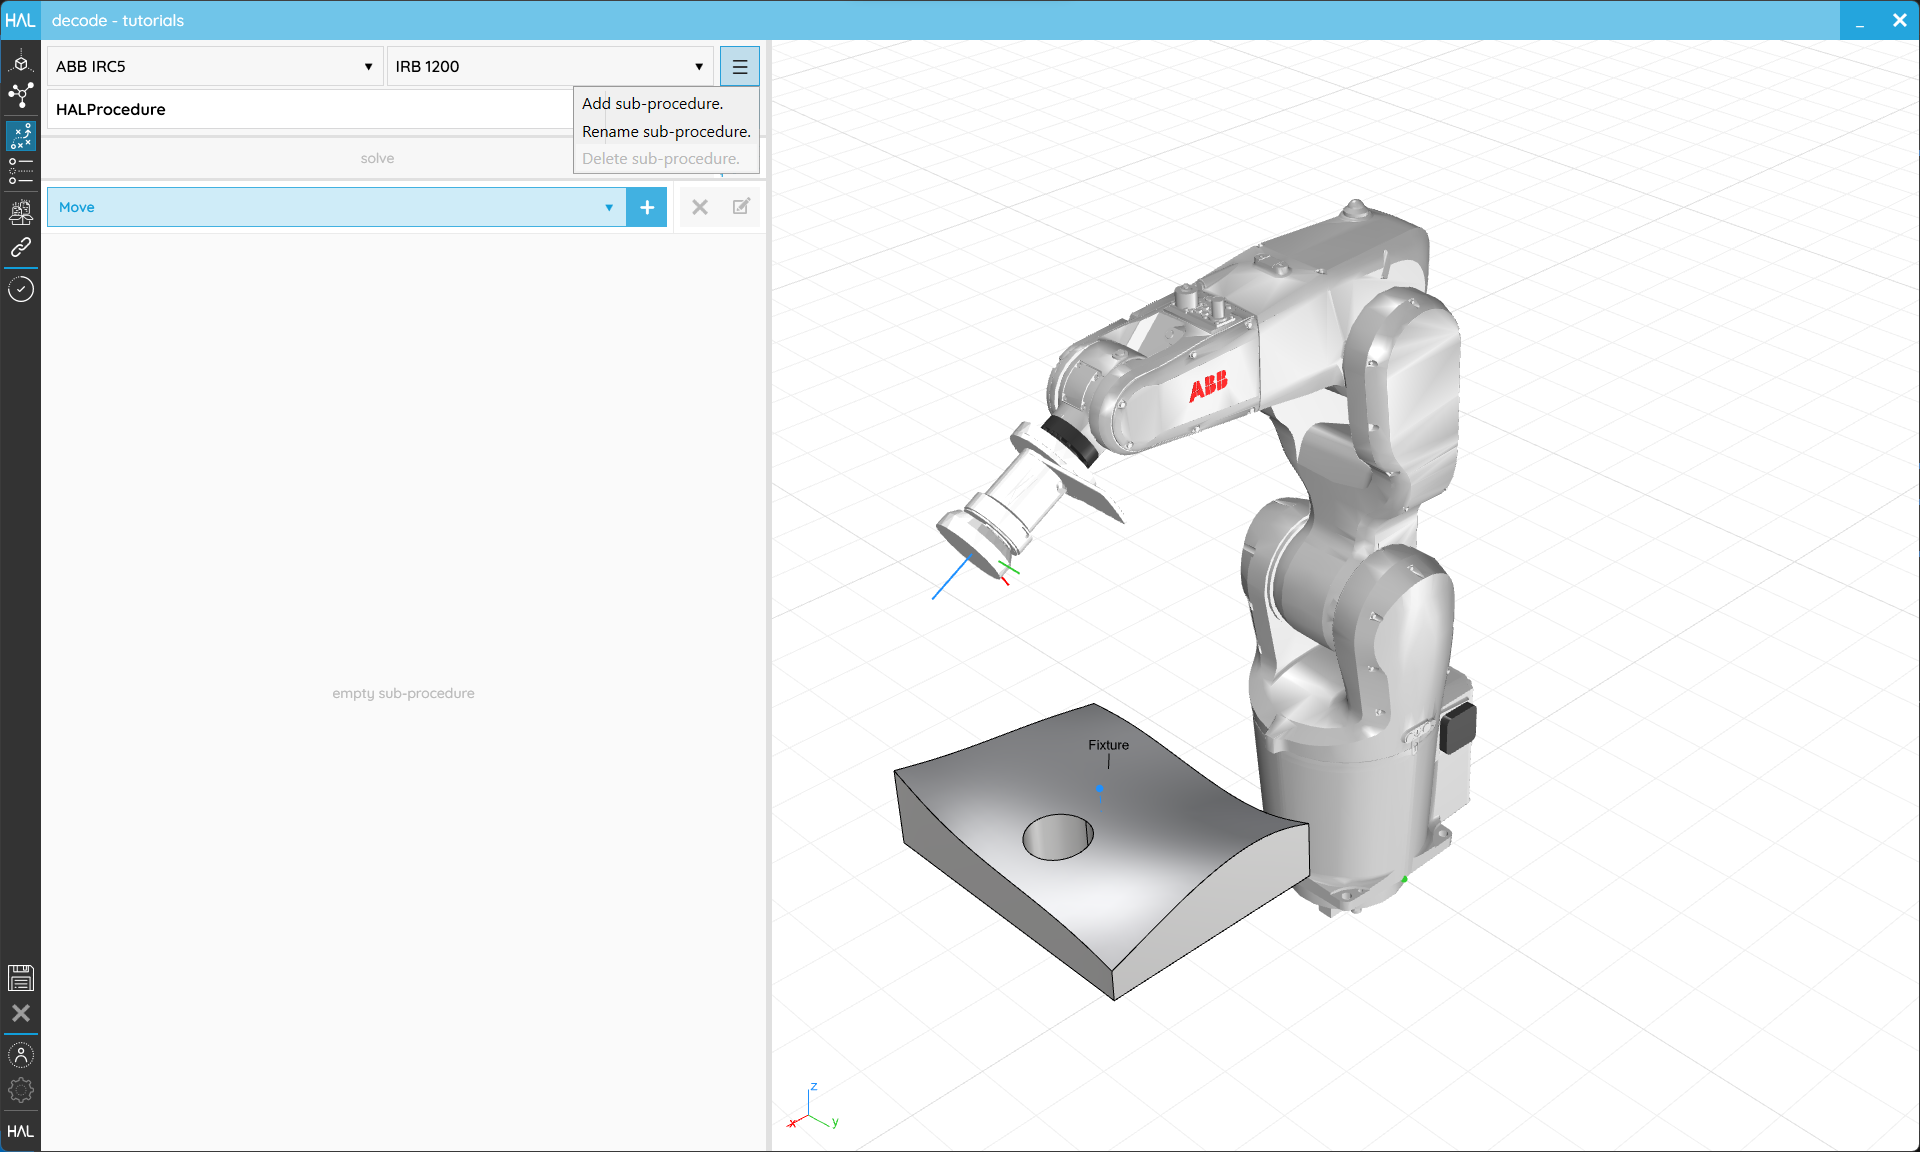 HAL decode - tutorials
ABB IRC5 IRB 1200
HALProcedure
Add sub-procedure.
Rename sub-procedure.
Delete sub-procedure.
solve
Move
empty sub-procedure
ABB
Fixture
z
x y
HAL